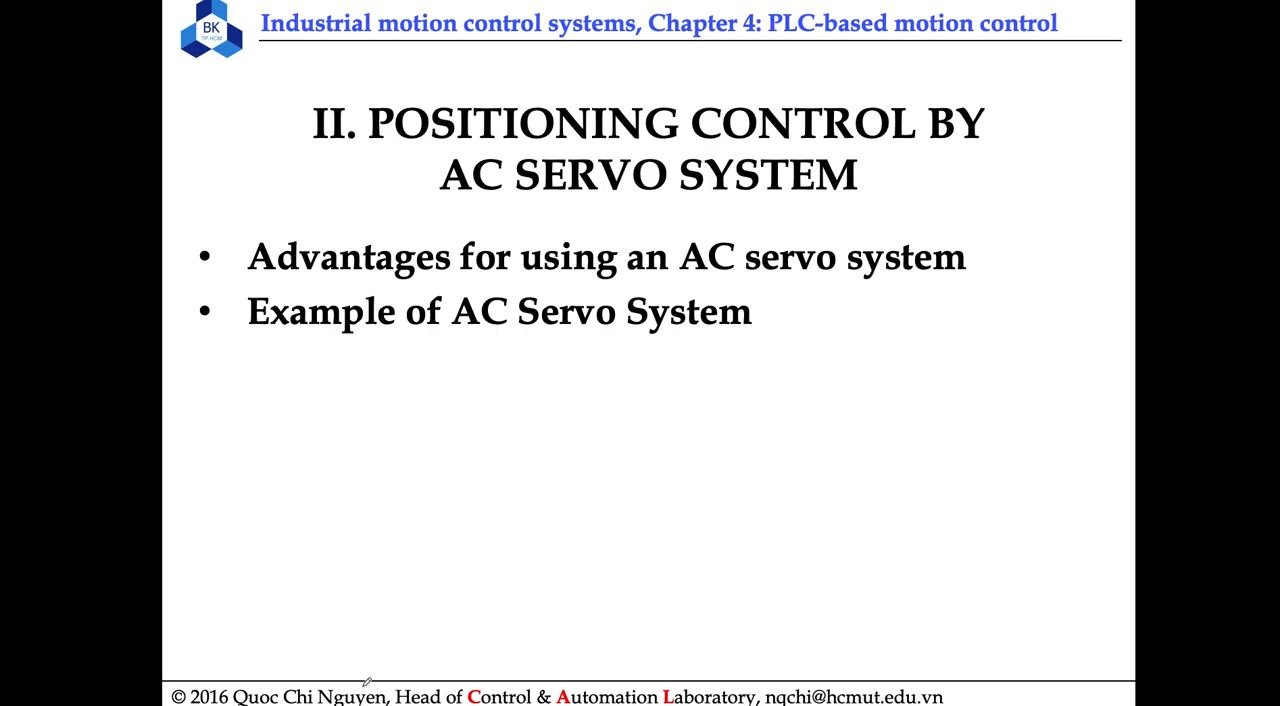 BK
TP.HCM
Industrial motion control systems, Chapter 4: PLC-based motion control
II. POSITIONING CONTROL BY
AC SERVO SYSTEM
• Advantages for using an AC servo system
• Example of AC Servo System
© 2016 Quoc Chi Nguyen, Head of Control & Automation Laboratory, nqchi@hcmut.edu.vn